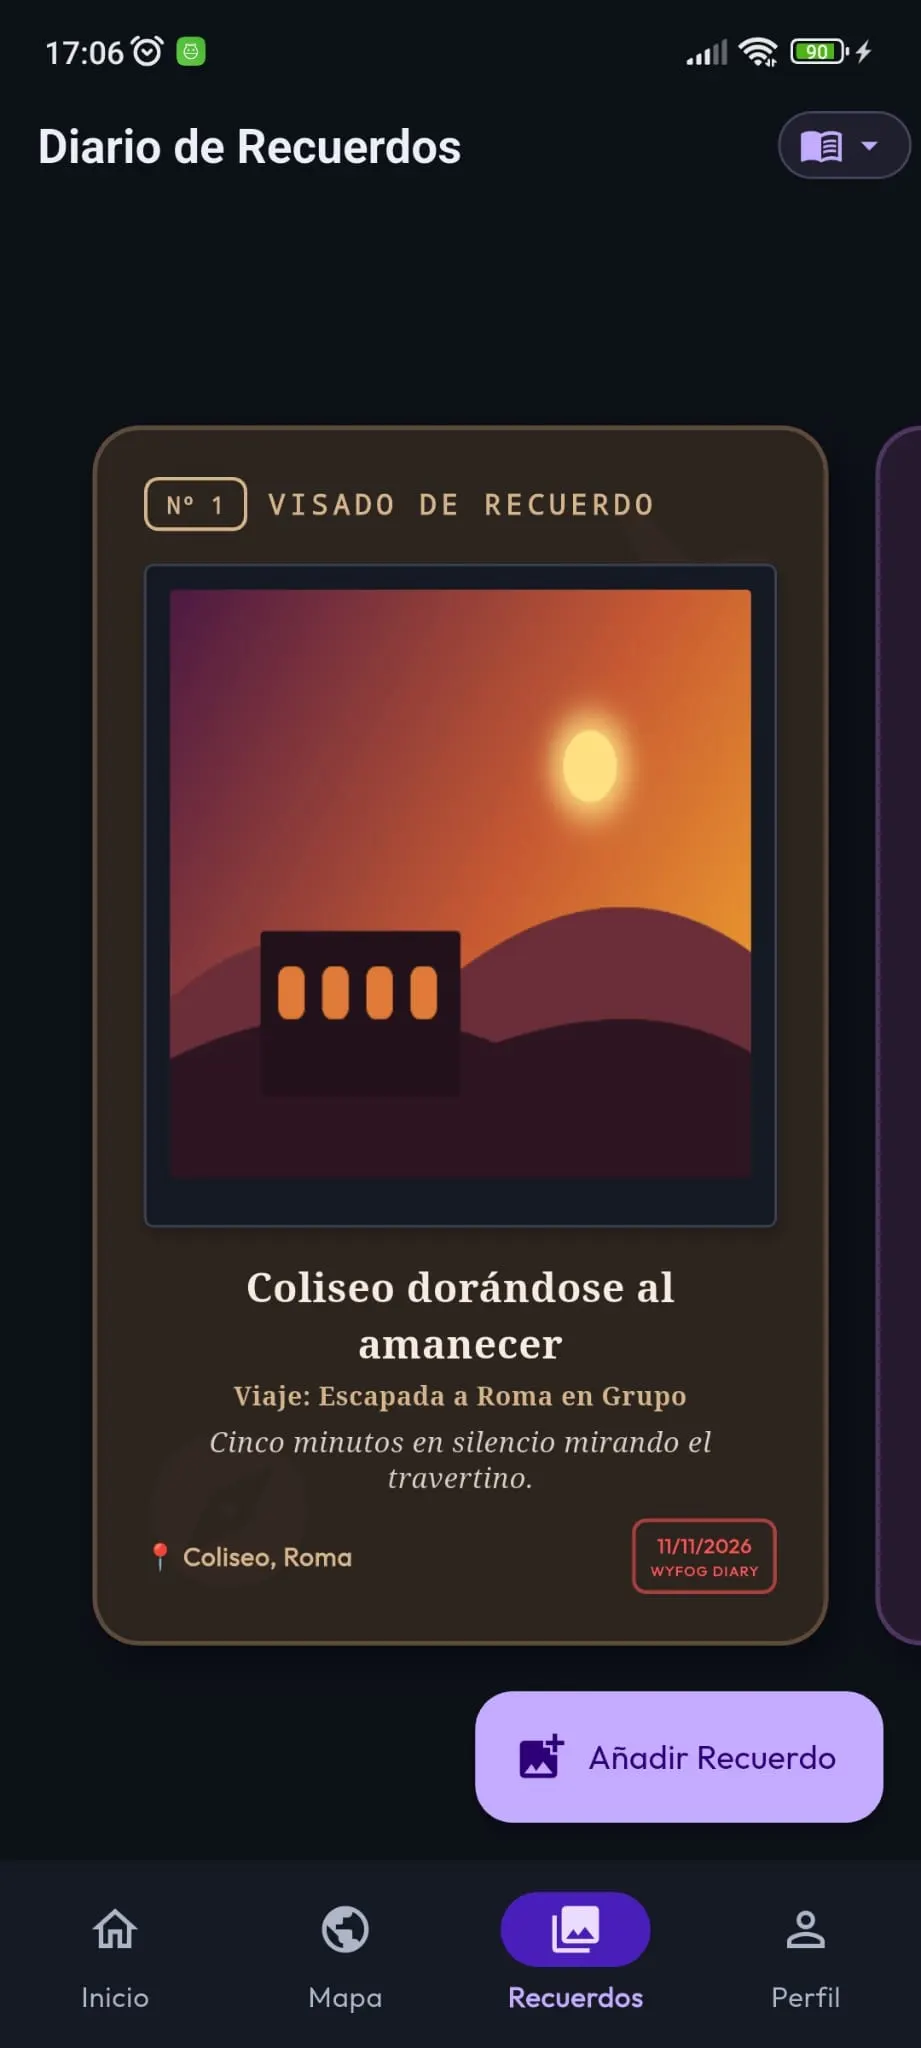 17:06
90
Diario de Recuerdos
Nº 1 VISADO DE RECUERDO
Coliseo dorándose al
amanecer
Viaje: Escapada a Roma en Grupo
Cinco minutos en silencio mirando el
travertino.
Coliseo, Roma
11/11/2026
WYFOG DIARY
Añadir Recuerdo
Inicio
Mapa
Recuerdos
Perfil